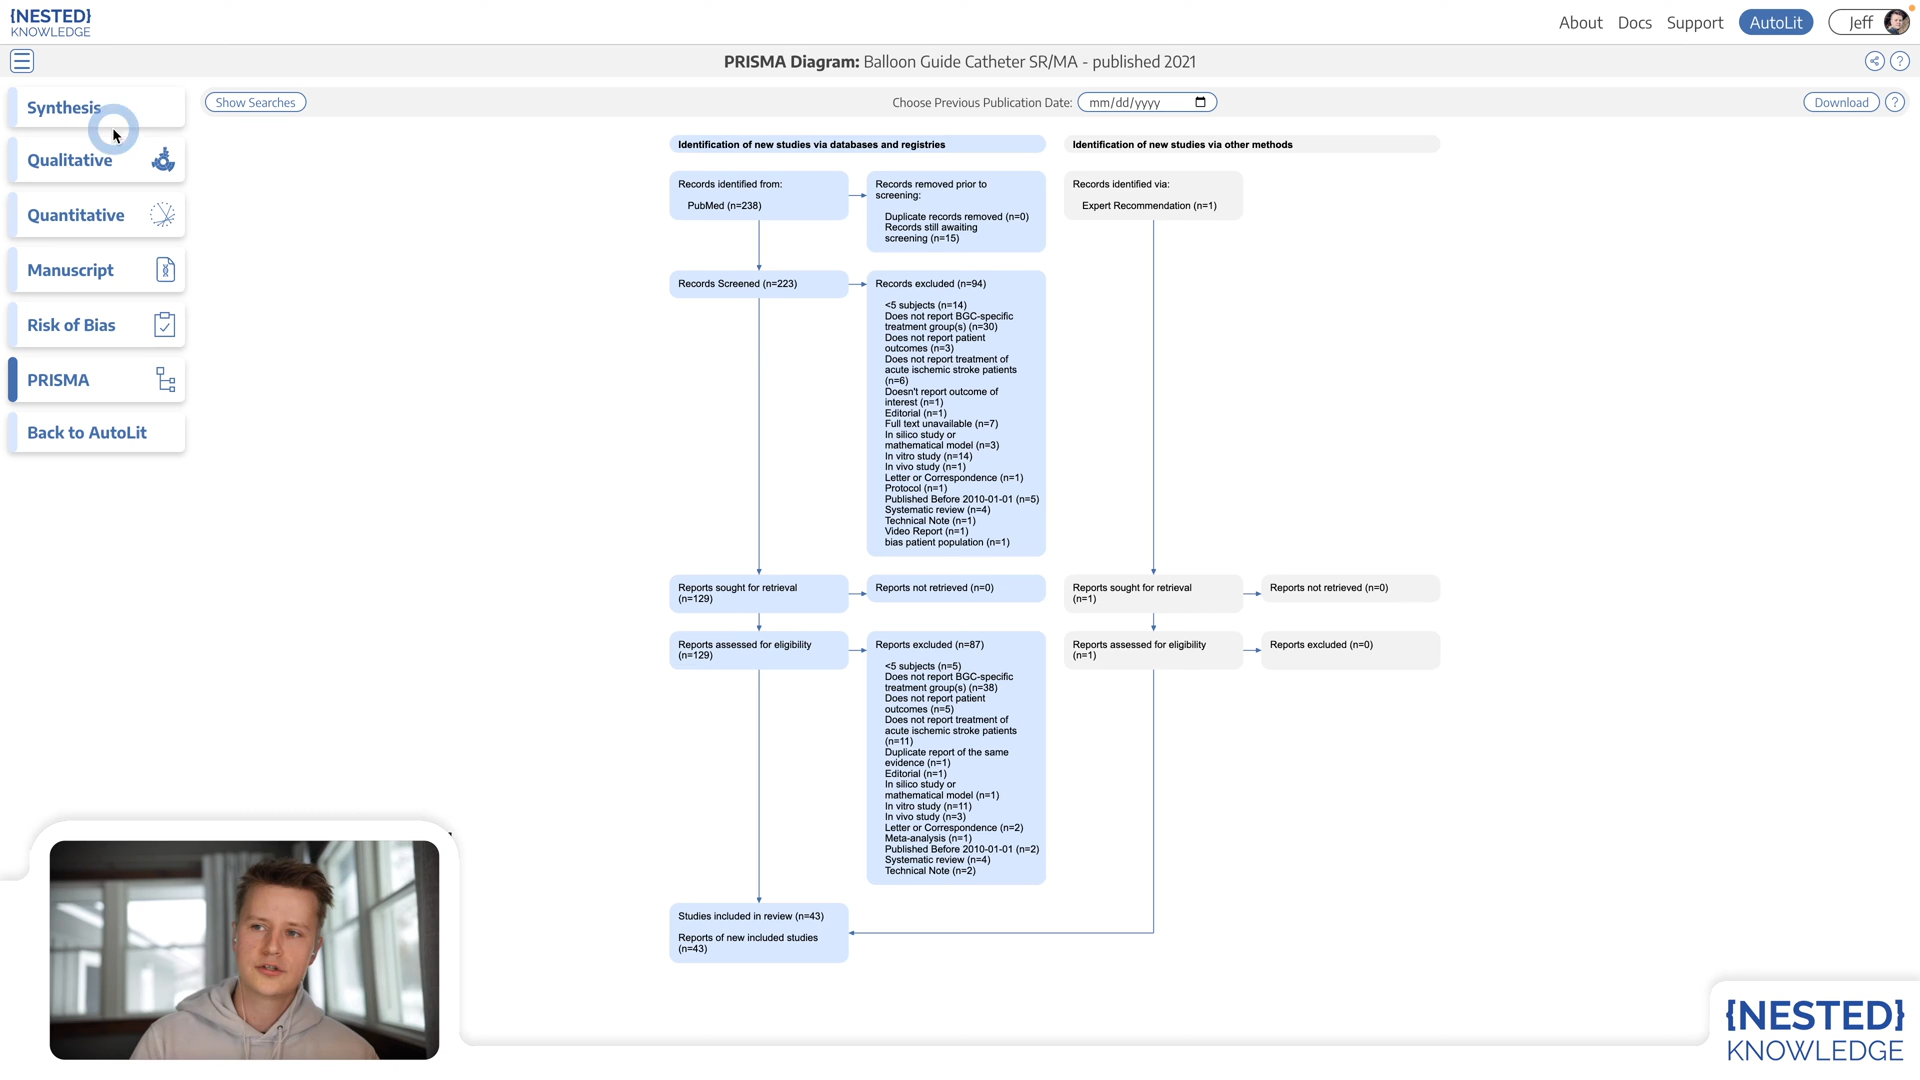 {NESTED}
KNOWLEDGE
About
Docs
Support
AutoLit
Jeff
PRISMA Diagram: Balloon Guide Catheter SR/MA - published 2021
?
Synthesis
Qualitative
Quantitative
Manuscript
Risk of Bias
PRISMA
Back to AutoLit
Show Searches
Choose Previous Publication Date:
mm/dd/yyyy
Download
?
Identification of new studies via databases and registries
Identification of new studies via other methods
Records identified from:
PubMed (n=238)
Records removed prior to
screening:
Duplicate records removed (n=0)
Records still awaiting
screening (n=15)
Records identified via:
Expert Recommendation (n=1)
Records Screened (n=223)
Records excluded (n=94)
<5 subjects (n=14)
Does not report BGC-specific
treatment group(s) (n=30)
Does not report patient
outcomes (n=3)
Does not report treatment of
acute ischemic stroke patients
(n=6)
Doesn't report outcome of
interest (n=1)
Editorial (n=1)
Full text unavailable (n=7)
In silico study or
mathematical model (n=3)
In vitro study (n=14)
In vivo study (n=1)
Letter or Correspondence (n=1)
Protocol (n=1)
Published Before 2010-01-01 (n=5)
Systematic review (n=4)
Technical Note (n=1)
Video Report (n=1)
bias patient population (n=1)
Reports sought for retrieval
(n=129)
Reports not retrieved (n=0)
Reports sought for retrieval
(n=1)
Reports not retrieved (n=0)
Reports assessed for eligibility
(n=129)
Reports excluded (n=87)
<5 subjects (n=5)
Does not report BGC-specific
treatment group(s) (n=38)
Does not report patient
outcomes (n=5)
Does not report treatment of
acute ischemic stroke patients
(n=11)
Duplicate report of the same
evidence (n=1)
Editorial (n=1)
In silico study or
mathematical model (n=1)
In vitro study (n=11)
In vivo study (n=3)
Letter or Correspondence (n=2)
Meta-analysis (n=1)
Published Before 2010-01-01 (n=2)
Systematic review (n=4)
Technical Note (n=2)
Reports assessed for eligibility
(n=1)
Reports excluded (n=0)
Studies included in review (n=43)
Reports of new included studies
(n=43)
{NESTED}
KNOWLEDGE